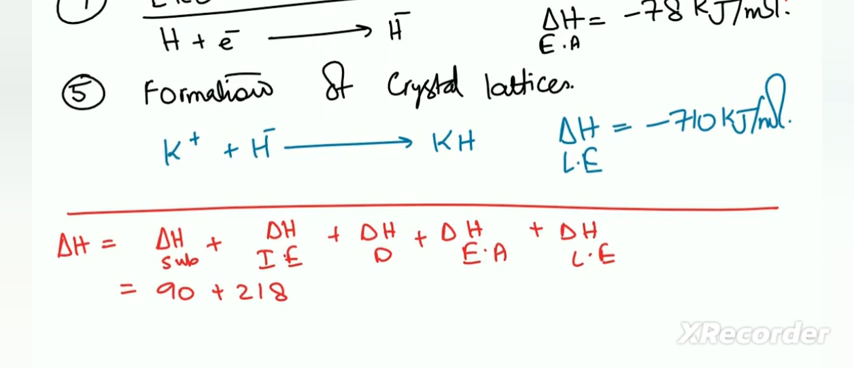 H + e̅ ⟶ H̅ ΔH E.A = -78 KJ/mol.
⑤ Formation of Crystal lattices.
K⁺ + H̅ ⟶ KH ΔH L.E = -710 KJ/mol.
ΔH = ΔH Sub + ΔH I E + ΔH D + ΔH E.A + ΔH L.E
= 90 + 218
XRecorder